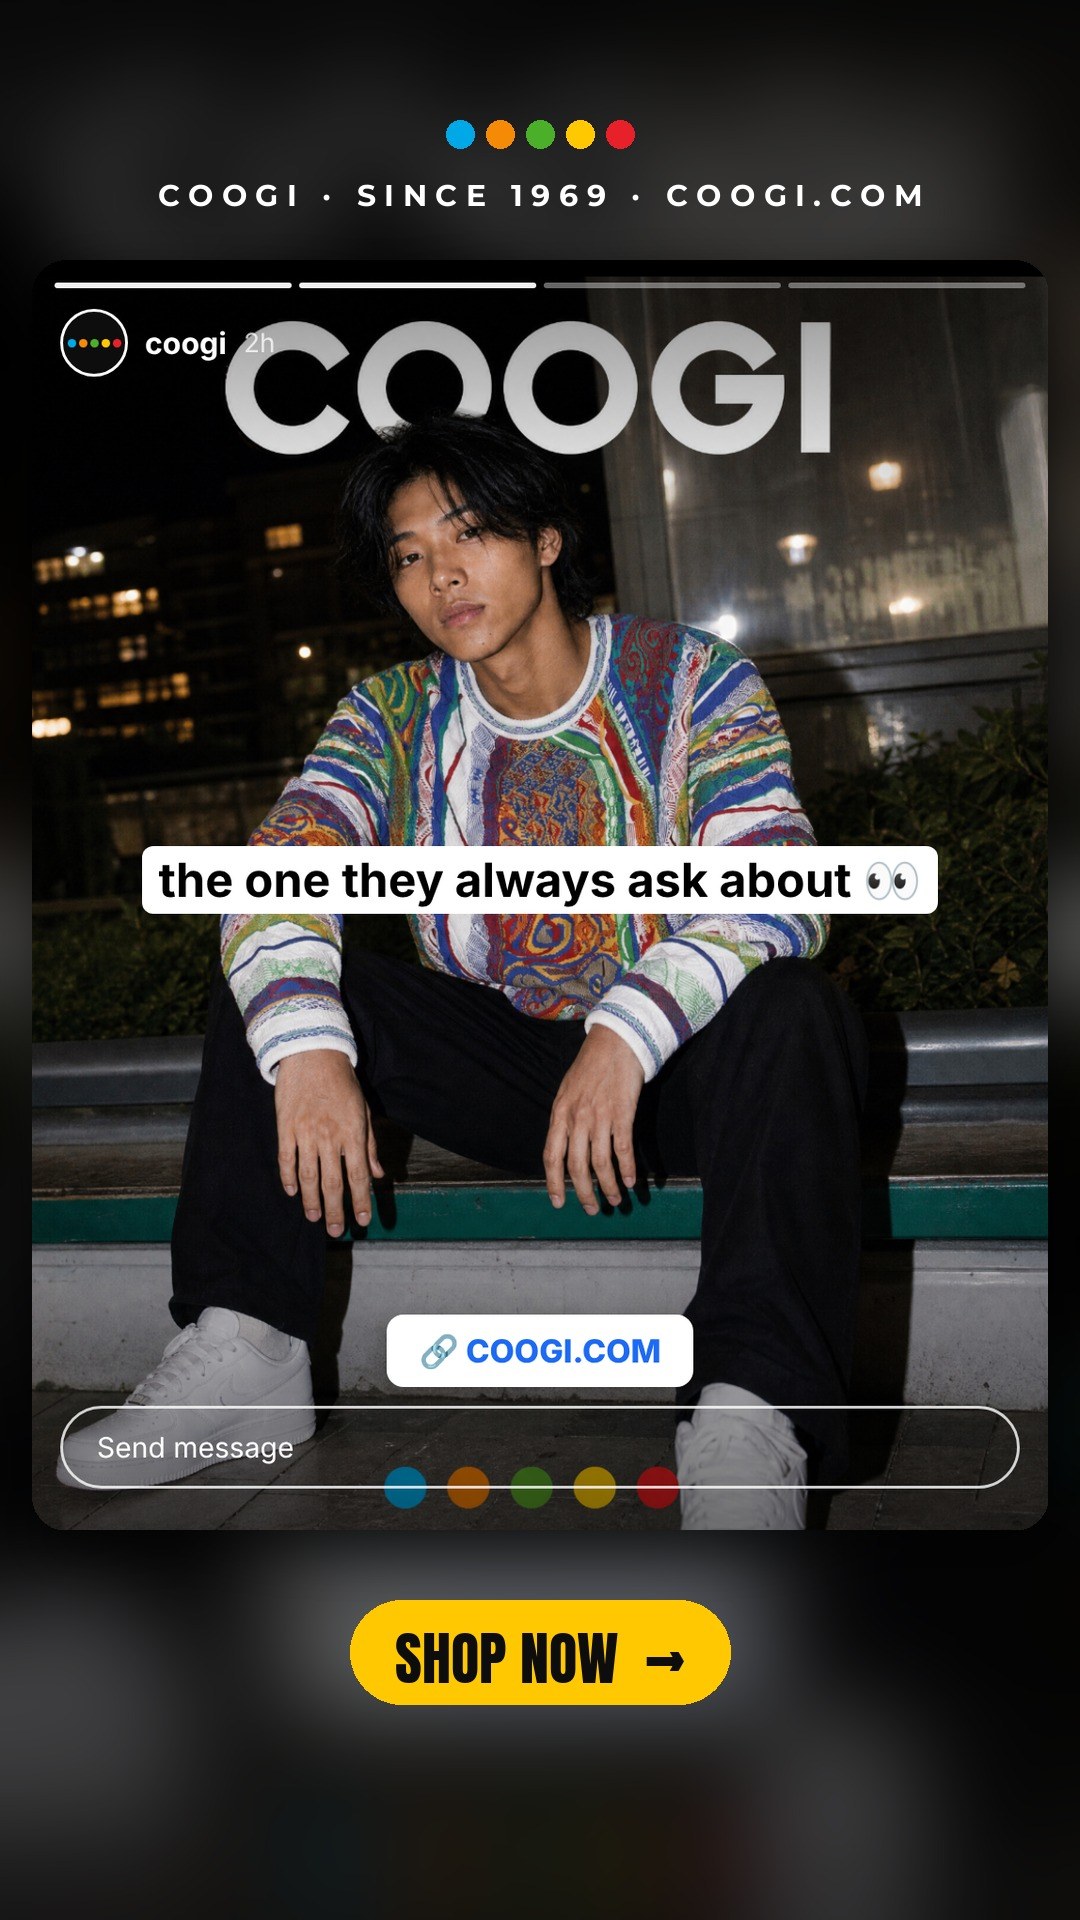 COOGI · SINCE 1969 · COOGI.COM
coogi 2h
COOGI
the one they always ask about 👀
🔗 COOGI.COM
Send message
SHOP NOW →